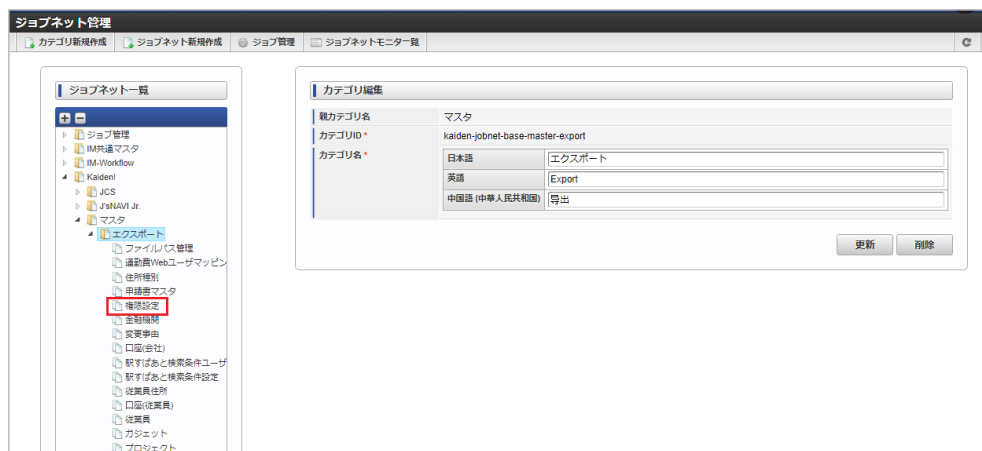 ジョブネット管理
カテゴリ新規作成 ジョブネット新規作成 ジョブ管理 ジョブネットモニタ一覧
ジョブネット一覧
ジョブ管理
IM共通マスタ
IM-Workflow
Kaiden!
JCS
J'sNAVI Jr.
マスタ
エクスポート
ファイルパス管理
通勤費Webユーザマッピン
住所種別
申請書マスタ
権限設定
金融機関
変更事由
口座(会社)
駅すぱあと検索条件ユーザ
駅すぱあと検索条件設定
従業員住所
口座(従業員)
従業員
ガジェット
プロジェクト
カテゴリ編集
親カテゴリ名 マスタ
カテゴリID * kaiden-jobnet-base-master-export
カテゴリ名 * 日本語 エクスポート
英語 Export
中国語 (中華人民共和国) 导出
更新 削除